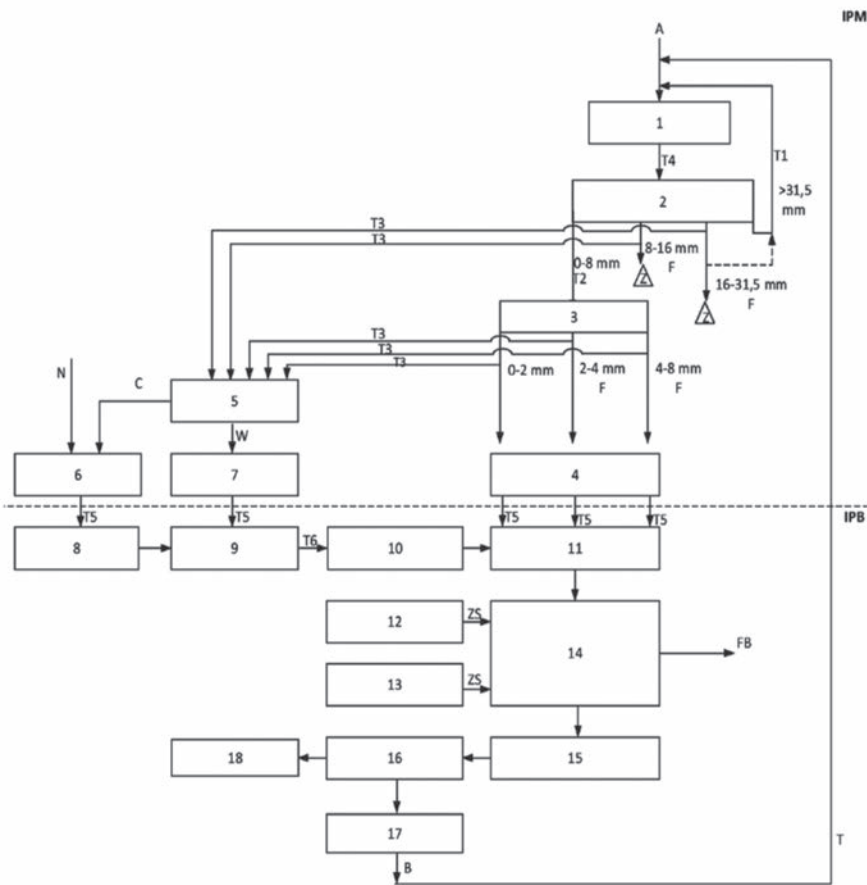 IPM
A
1
T4
T1
>31,5
mm
2
T3
T3
8-16 mm
F
0-8 mm
T2
Z
16-31,5 mm
F
Z
3
T3
T3
T3
0-2 mm
2-4 mm
F
4-8 mm
F
N
C
5
W
6
7
4
T5
T5
T5
T5
T5
IPB
8
9
T6
10
11
12
ZS
14
FB
13
ZS
18
16
15
17
T
B